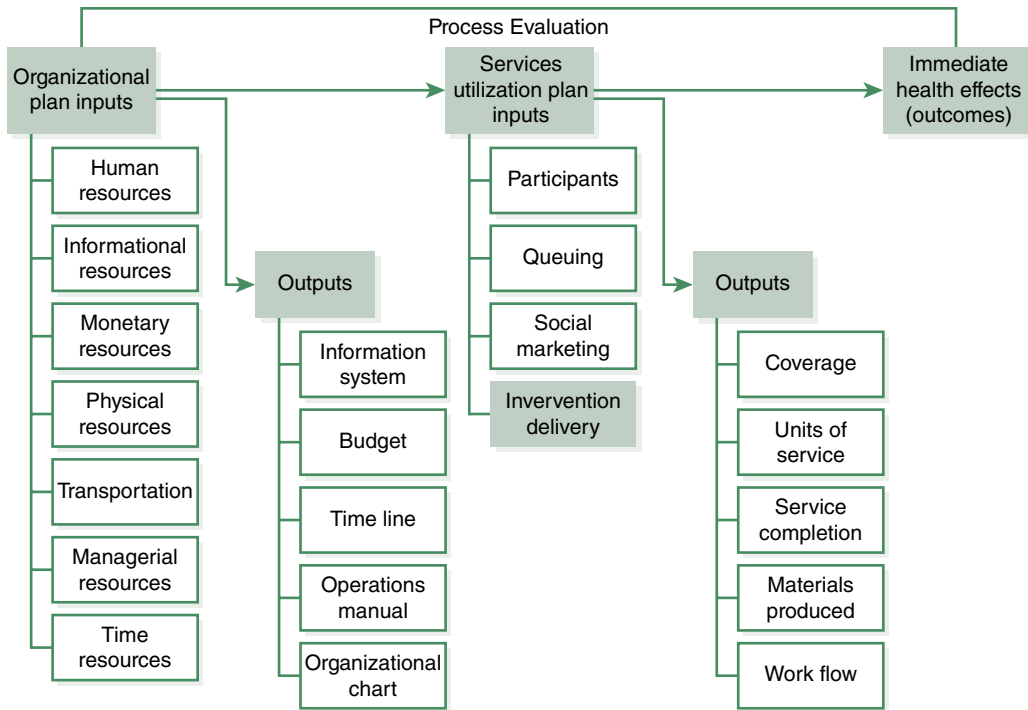 Process Evaluation
Organizational
plan inputs
Human
resources
Informational
resources
Monetary
resources
Physical
resources
Transportation
Managerial
resources
Time
resources
Outputs
Information
system
Budget
Time line
Operations
manual
Organizational
chart
Services
utilization plan
inputs
Participants
Queuing
Social
marketing
Invervention
delivery
Outputs
Coverage
Units of
service
Service
completion
Materials
produced
Work flow
Immediate
health effects
(outcomes)